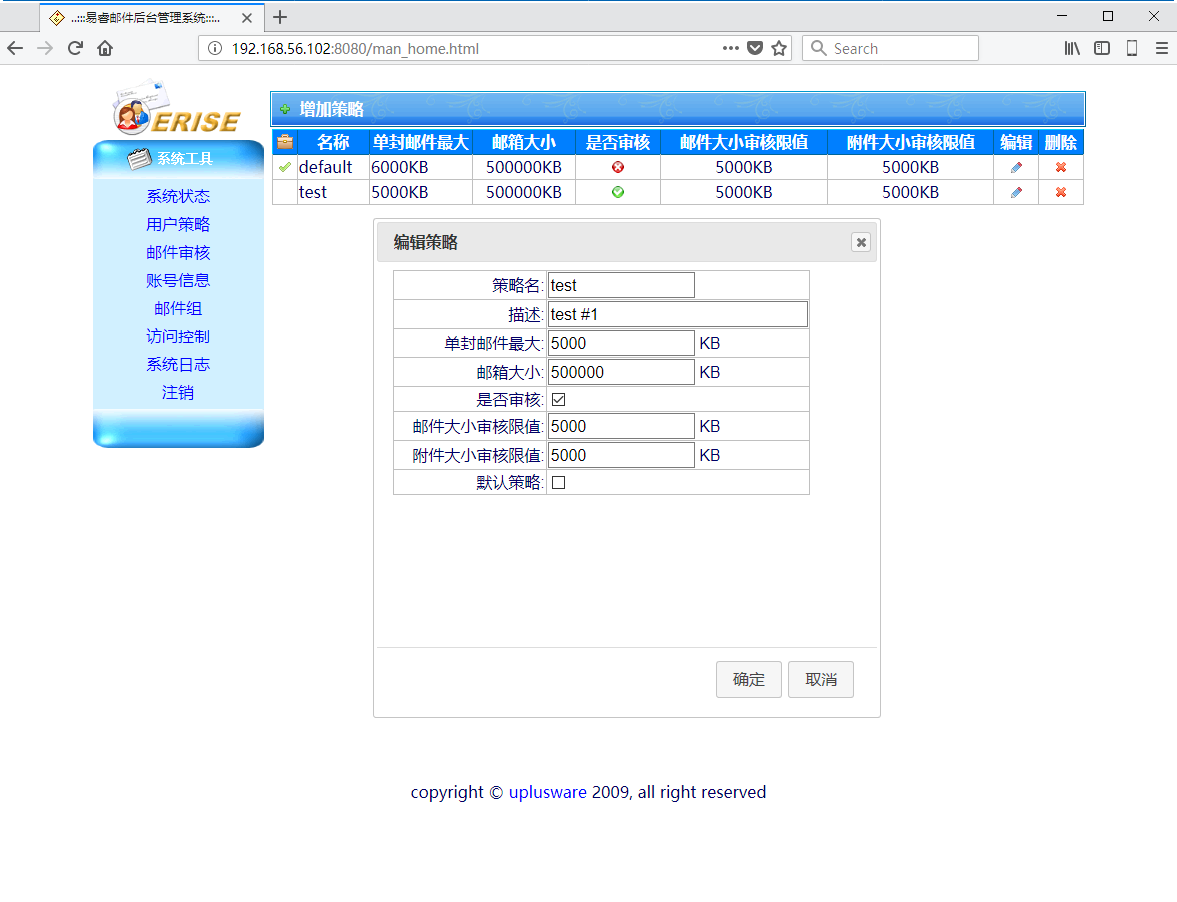 ..:::易睿邮件后台管理系统:::..
192.168.56.102:8080/man_home.html
Search
ERISE
系统工具
系统状态
用户策略
邮件审核
账号信息
邮件组
访问控制
系统日志
注销
增加策略
名称 单封邮件最大 邮箱大小 是否审核 邮件大小审核限值 附件大小审核限值 编辑 删除
default 6000KB 500000KB 5000KB 5000KB
test 5000KB 500000KB 5000KB 5000KB
编辑策略
策略名: test
描述: test #1
单封邮件最大: 5000 KB
邮箱大小: 500000 KB
是否审核:
邮件大小审核限值: 5000 KB
附件大小审核限值: 5000 KB
默认策略:
确定 取消
copyright © uplusware 2009, all right reserved